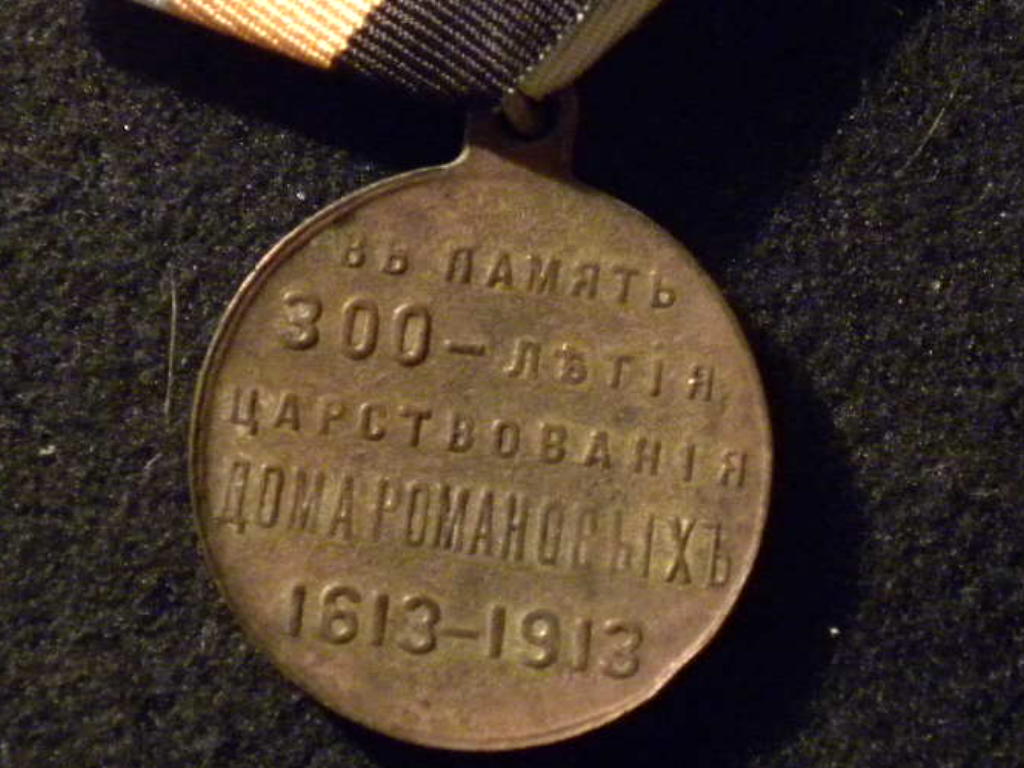 ВЪ ПАМЯТЬ
300-ЛѢТІЯ
ЦАРСТВОВАНІЯ
ДОМА РОМАНОВЫХЪ
1613-1913